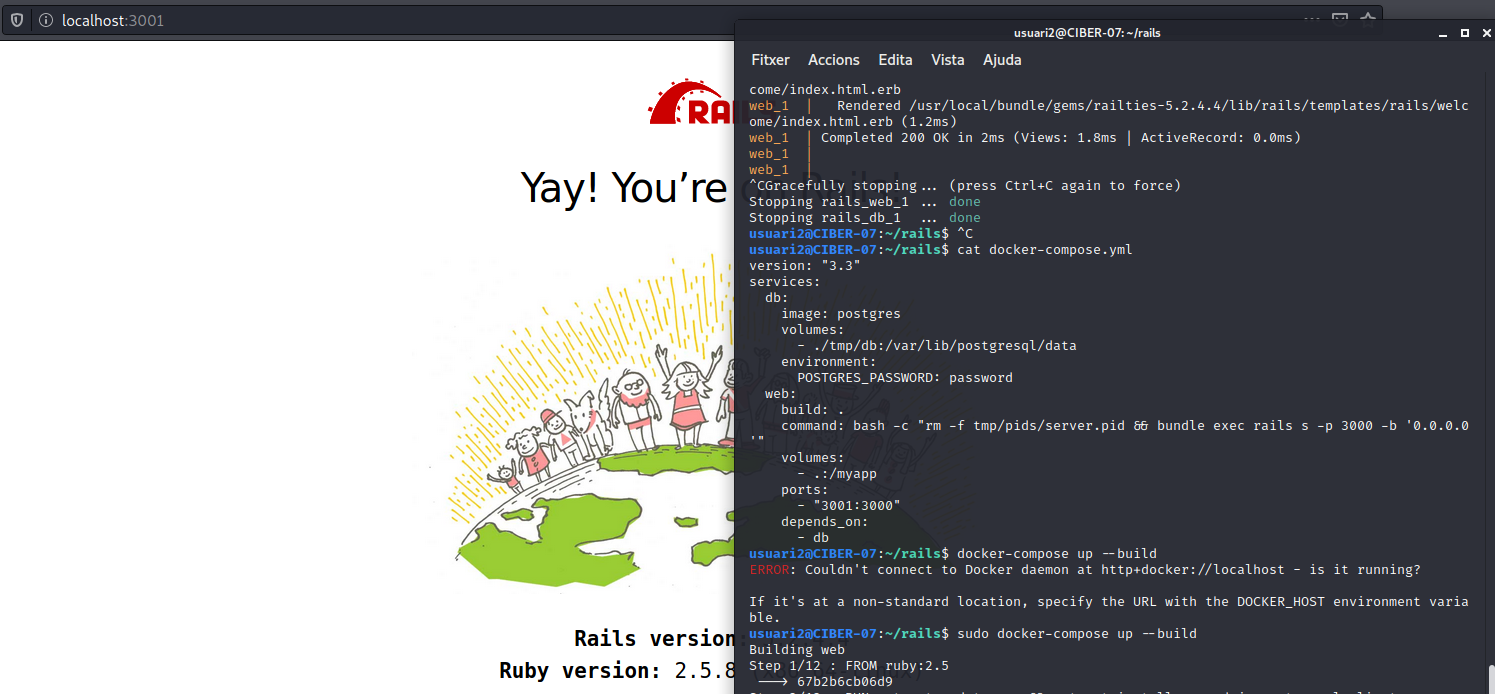 localhost:3001
RAI
Yay! You’re
Rails version:
Ruby version: 2.5.8
usuari2@CIBER-07:~/rails
Fitxer Accions Edita Vista Ajuda
come/index.html.erb
web_1 | Rendered /usr/local/bundle/gems/railties-5.2.4.4/lib/rails/templates/rails/welc
ome/index.html.erb (1.2ms)
web_1 | Completed 200 OK in 2ms (Views: 1.8ms | ActiveRecord: 0.0ms)
web_1 |
web_1 |
^CGracefully stopping... (press Ctrl+C again to force)
Stopping rails_web_1 ... done
Stopping rails_db_1 ... done
usuari2@CIBER-07:~/rails$ ^C
usuari2@CIBER-07:~/rails$ cat docker-compose.yml
version: "3.3"
services:
  db:
    image: postgres
    volumes:
      - ./tmp/db:/var/lib/postgresql/data
    environment:
      POSTGRES_PASSWORD: password
  web:
    build: .
    command: bash -c "rm -f tmp/pids/server.pid && bundle exec rails s -p 3000 -b '0.0.0.0
'"
    volumes:
      - .:/myapp
    ports:
      - "3001:3000"
    depends_on:
      - db
usuari2@CIBER-07:~/rails$ docker-compose up --build
ERROR: Couldn't connect to Docker daemon at http+docker://localhost - is it running?
If it's at a non-standard location, specify the URL with the DOCKER_HOST environment varia
ble.
usuari2@CIBER-07:~/rails$ sudo docker-compose up --build
Building web
Step 1/12 : FROM ruby:2.5
 ---> 67b2b6cb06d9